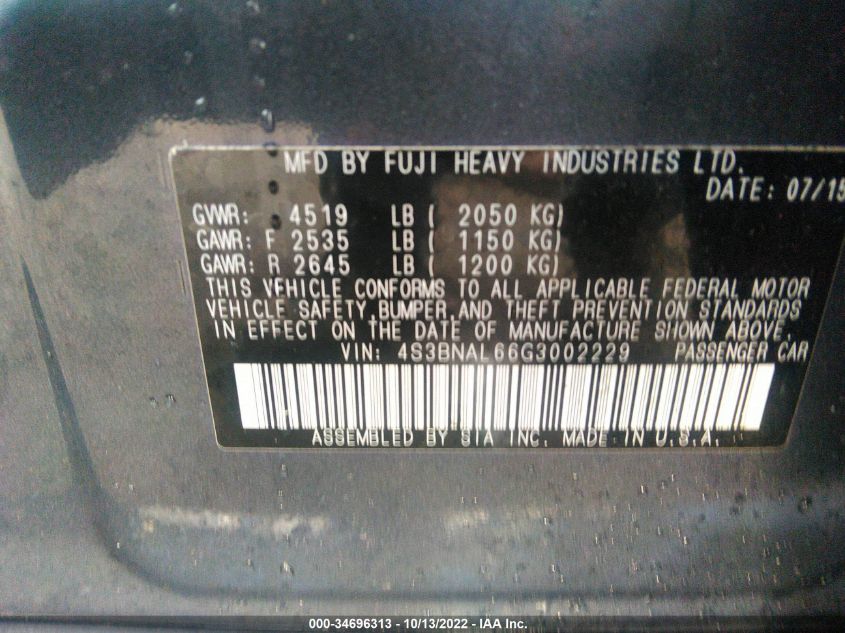 MFD BY FUJI HEAVY INDUSTRIES LTD.
DATE: 07/15
GVWR: 4519 LB ( 2050 KG)
GAWR: F 2535 LB ( 1150 KG)
GAWR: R 2645 LB ( 1200 KG)
THIS VEHICLE CONFORMS TO ALL APPLICABLE FEDERAL MOTOR
VEHICLE SAFETY, BUMPER, AND THEFT PREVENTION STANDARDS
IN EFFECT ON THE DATE OF MANUFACTURE SHOWN ABOVE.
VIN: 4S3BNAL66G3002229 PASSENGER CAR
ASSEMBLED BY SIA INC. MADE IN U.S.A.
000-34696313 - 10/13/2022 - IAA Inc.